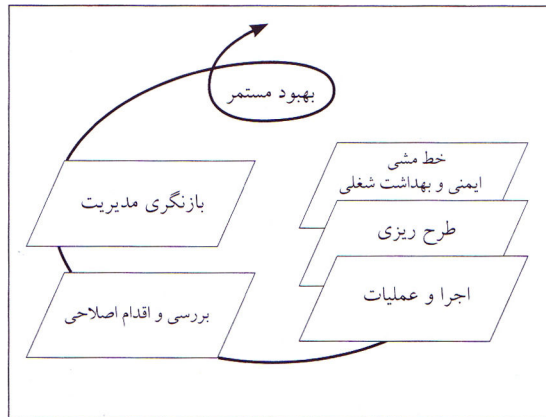 بهبود مستمر
خط مشی
ایمنی و بهداشت شغلی
طرح ریزی
اجرا و عملیات
بررسی و اقدام اصلاحی
بازنگری مدیریت